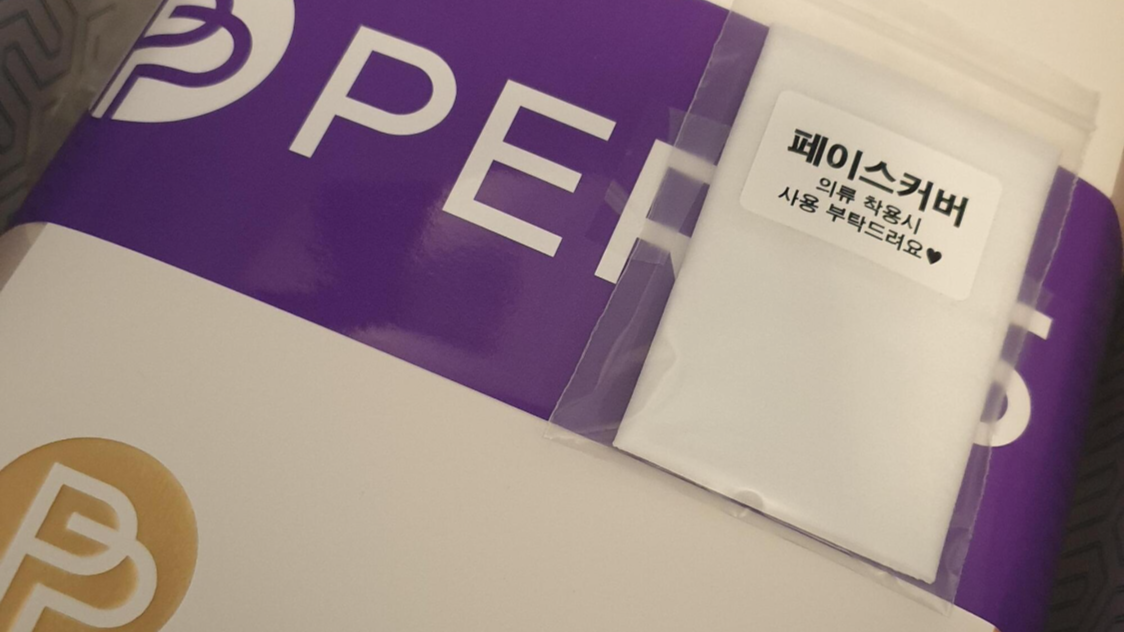 PE
페이스커버
의류 착용시
사용 부탁드려요♥